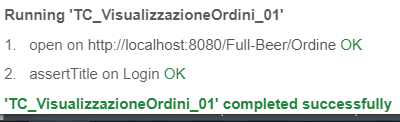 Running 'TC_VisualizzazioneOrdini_01'
1. open on http://localhost:8080/Full-Beer/Ordine OK
2. assertTitle on Login OK
'TC_VisualizzazioneOrdini_01' completed successfully